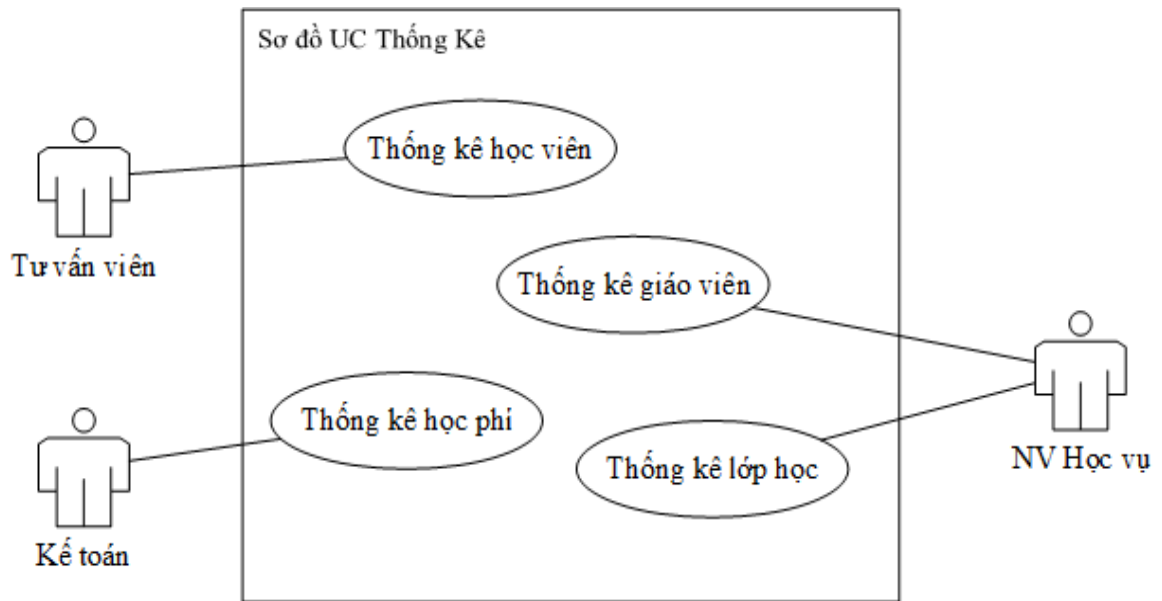 Sơ đồ UC Thống Kê
Thống kê học viên
Tư vấn viên
Thống kê giáo viên
Thống kê học phí
Thống kê lớp học
NV Học vụ
Kế toán